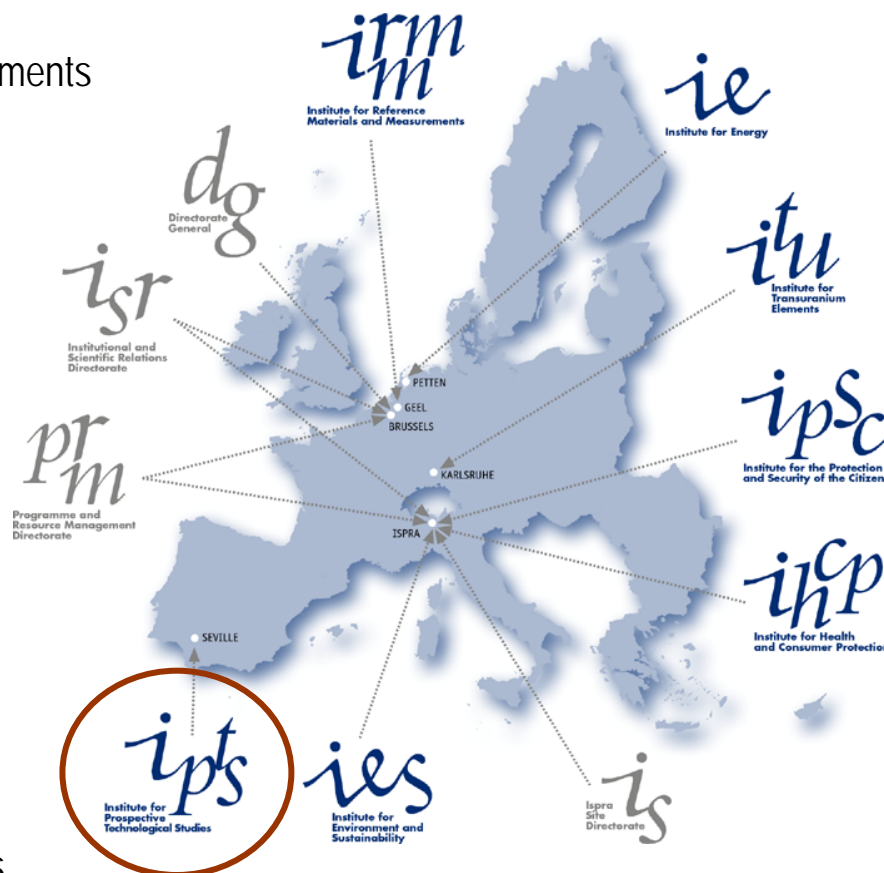 ments
irmm
Institute for Reference
Materials and Measurements
ie
Institute for Energy
dg
Directorate
General
itu
Institute for
Transuranium
Elements
isr
Institutional and
Scientific Relations
Directorate
PETTEN
GEEL
BRUSSELS
ipsc
Institute for the Protection
and Security of the Citizen
KARLSRUHE
prm
Programme and
Resource Management
Directorate
ISPRA
ihcp
Institute for Health
and Consumer Protection
SEVILLE
ipts
Institute for
Prospective
Technological Studies
ies
Institute for
Environment and
Sustainability
is
Ispra
Site
Directorate
s